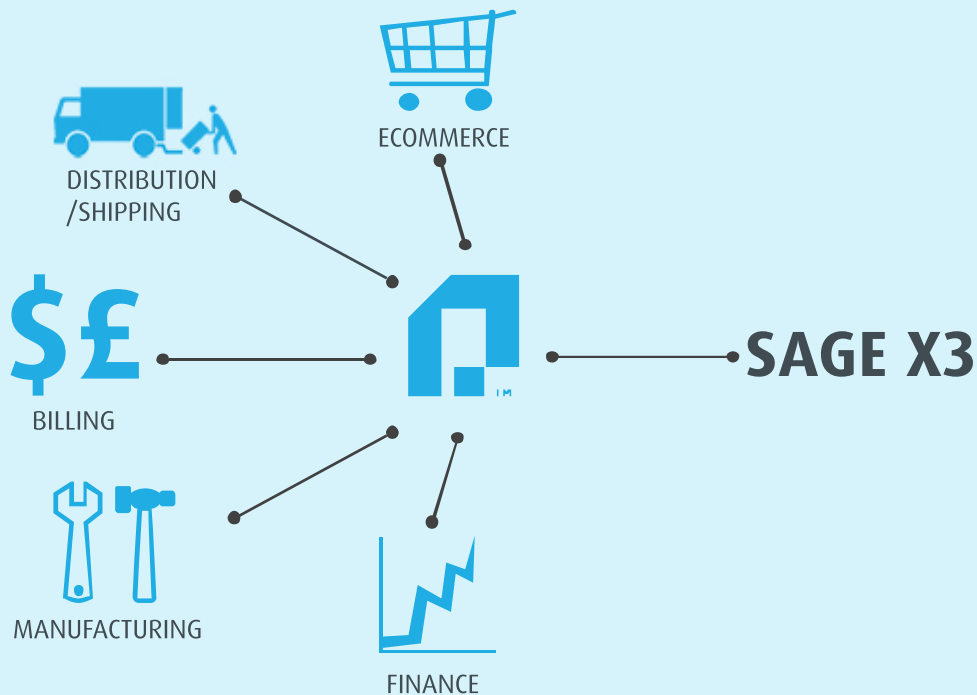 ECOMMERCE
DISTRIBUTION
/SHIPPING
$£
BILLING
SAGE X3
MANUFACTURING
FINANCE